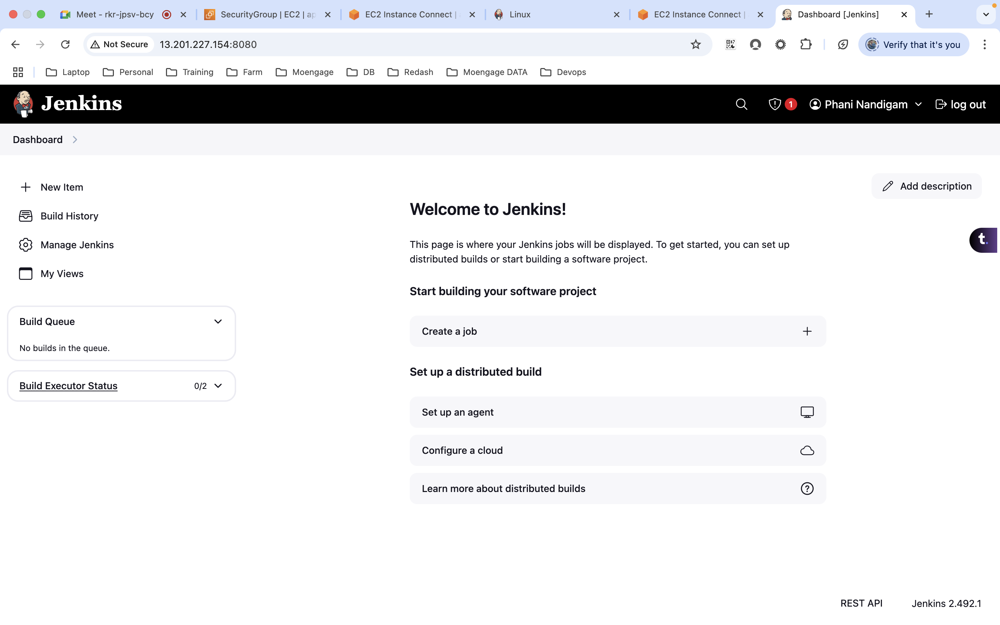 Meet - rkr-jpsv-bcy
SecurityGroup | EC2 | ap
EC2 Instance Connect |
Linux
EC2 Instance Connect |
Dashboard [Jenkins]
Not Secure
13.201.227.154:8080
Verify that it's you
Laptop
Personal
Training
Farm
Moengage
DB
Redash
Moengage DATA
Devops
Jenkins
1
Phani Nandigam
log out
Dashboard
New Item
Build History
Manage Jenkins
My Views
Build Queue
No builds in the queue.
Build Executor Status
0/2
Add description
Welcome to Jenkins!
This page is where your Jenkins jobs will be displayed. To get started, you can set up
distributed builds or start building a software project.
Start building your software project
Create a job
Set up a distributed build
Set up an agent
Configure a cloud
Learn more about distributed builds
t.
REST API
Jenkins 2.492.1